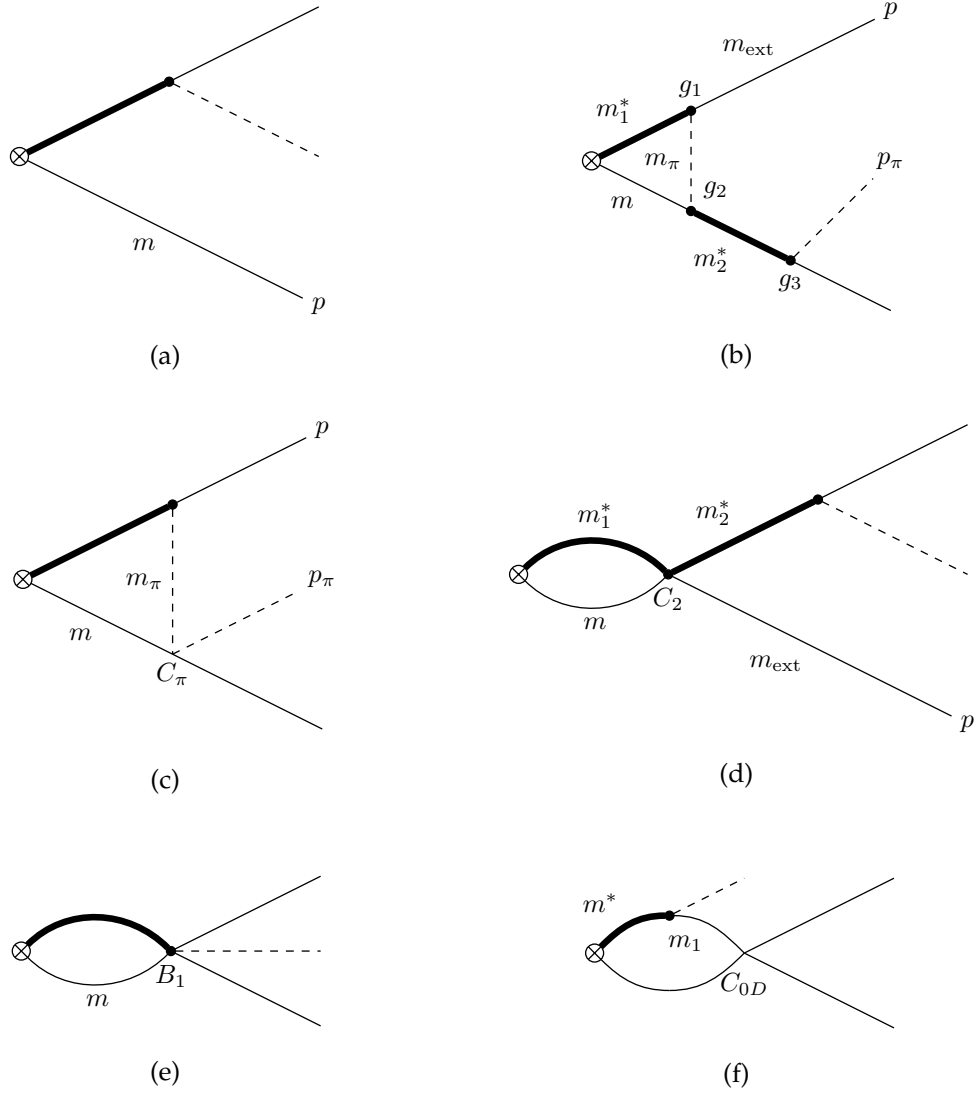 m
p
(a)
p
m_ext
g_1
m_1^*
m_π
p_π
g_2
m
m_2^*
g_3
(b)
p
m_π
p_π
m
C_π
(c)
m_1^*
m_2^*
C_2
m
m_ext
p
(d)
B_1
m
(e)
m^*
m_1
C_{0D}
(f)